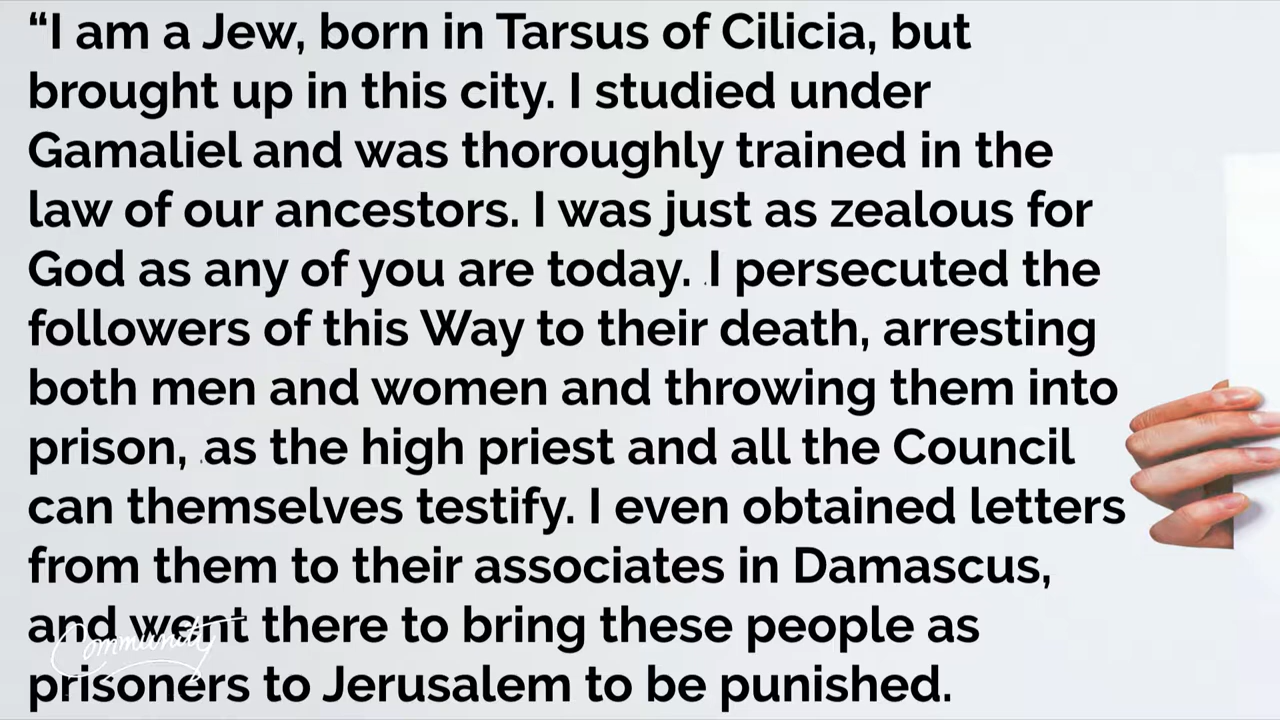 “I am a Jew, born in Tarsus of Cilicia, but
brought up in this city. I studied under
Gamaliel and was thoroughly trained in the
law of our ancestors. I was just as zealous for
God as any of you are today. I persecuted the
followers of this Way to their death, arresting
both men and women and throwing them into
prison, as the high priest and all the Council
can themselves testify. I even obtained letters
from them to their associates in Damascus,
and went there to bring these people as
prisoners to Jerusalem to be punished.
Community